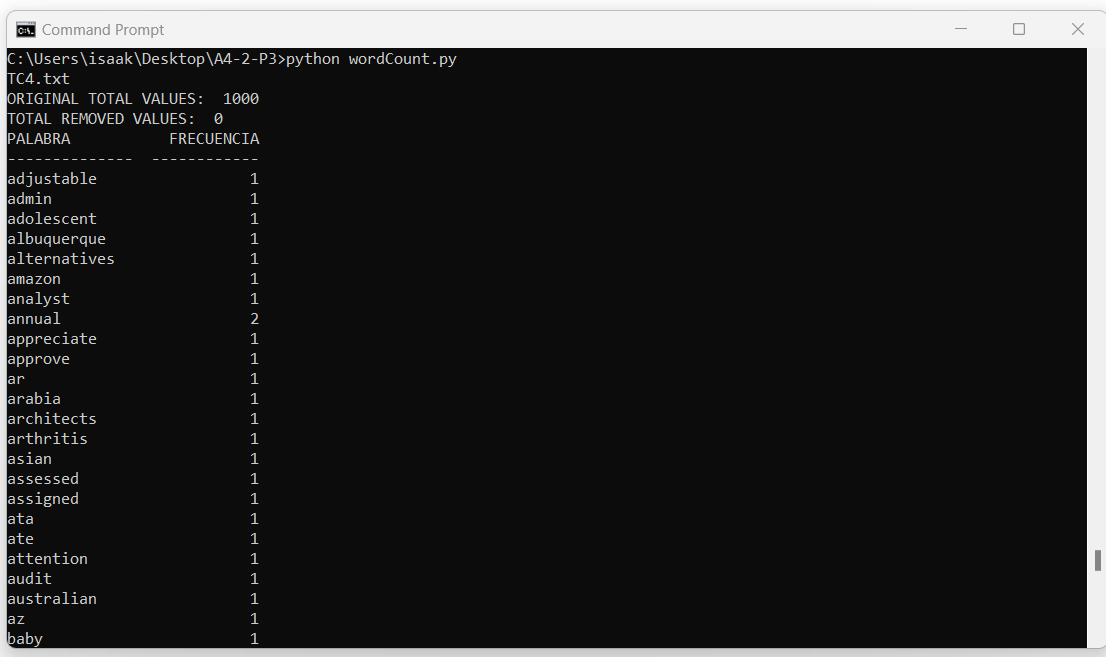 Command Prompt
C:\Users\isaak\Desktop\A4-2-P3>python wordCount.py
TC4.txt
ORIGINAL TOTAL VALUES:  1000
TOTAL REMOVED VALUES:  0
PALABRA           FRECUENCIA
--------------  ------------
adjustable                 1
admin                      1
adolescent                 1
albuquerque                1
alternatives               1
amazon                     1
analyst                    1
annual                     2
appreciate                 1
approve                    1
ar                         1
arabia                     1
architects                 1
arthritis                  1
asian                      1
assessed                   1
assigned                   1
ata                        1
ate                        1
attention                  1
audit                      1
australian                 1
az                         1
baby                       1